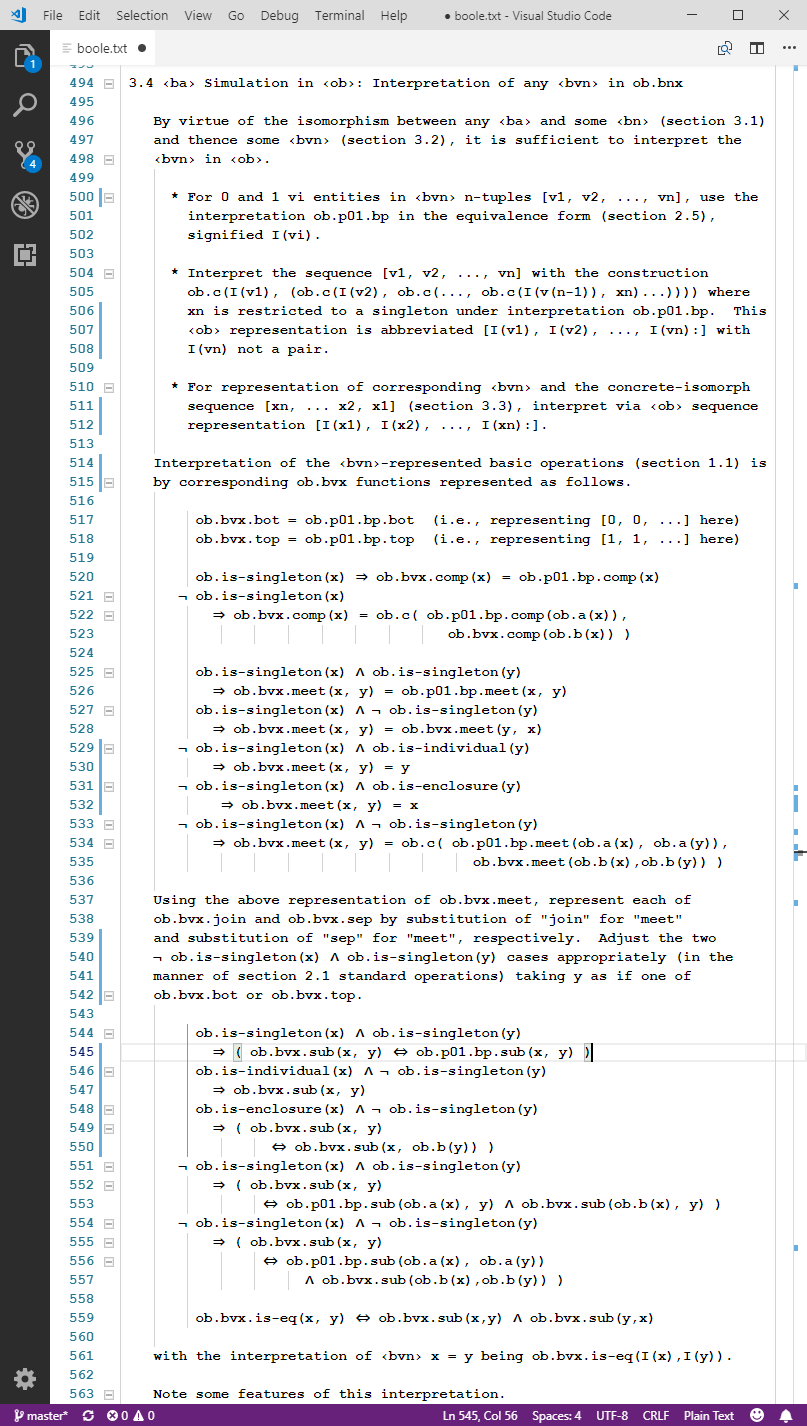 File Edit Selection View Go Debug Terminal Help ● boole.txt - Visual Studio Code
boole.txt ●
1
4
493
494 3.4 ‹ba› Simulation in ‹ob›: Interpretation of any ‹bvn› in ob.bnx
495
496 By virtue of the isomorphism between any ‹ba› and some ‹bn› (section 3.1)
497 and thence some ‹bvn› (section 3.2), it is sufficient to interpret the
498 ‹bvn› in ‹ob›.
499
500 * For 0 and 1 vi entities in ‹bvn› n-tuples [v1, v2, ..., vn], use the
501 interpretation ob.p01.bp in the equivalence form (section 2.5),
502 signified I(vi).
503
504 * Interpret the sequence [v1, v2, ..., vn] with the construction
505 ob.c(I(v1), (ob.c(I(v2), ob.c(..., ob.c(I(v(n-1)), xn)...)))) where
506 xn is restricted to a singleton under interpretation ob.p01.bp. This
507 ‹ob› representation is abbreviated [I(v1), I(v2), ..., I(vn):] with
508 I(vn) not a pair.
509
510 * For representation of corresponding ‹bvn› and the concrete-isomorph
511 sequence [xn, ... x2, x1] (section 3.3), interpret via ‹ob› sequence
512 representation [I(x1), I(x2), ..., I(xn):].
513
514 Interpretation of the ‹bvn›-represented basic operations (section 1.1) is
515 by corresponding ob.bvx functions represented as follows.
516
517 ob.bvx.bot = ob.p01.bp.bot (i.e., representing [0, 0, ...] here)
518 ob.bvx.top = ob.p01.bp.top (i.e., representing [1, 1, ...] here)
519
520 ob.is-singleton(x) ⇒ ob.bvx.comp(x) = ob.p01.bp.comp(x)
521 ¬ ob.is-singleton(x)
522 ⇒ ob.bvx.comp(x) = ob.c( ob.p01.bp.comp(ob.a(x)),
523 ob.bvx.comp(ob.b(x)) )
524
525 ob.is-singleton(x) ∧ ob.is-singleton(y)
526 ⇒ ob.bvx.meet(x, y) = ob.p01.bp.meet(x, y)
527 ob.is-singleton(x) ∧ ¬ ob.is-singleton(y)
528 ⇒ ob.bvx.meet(x, y) = ob.bvx.meet(y, x)
529 ¬ ob.is-singleton(x) ∧ ob.is-individual(y)
530 ⇒ ob.bvx.meet(x, y) = y
531 ¬ ob.is-singleton(x) ∧ ob.is-enclosure(y)
532 ⇒ ob.bvx.meet(x, y) = x
533 ¬ ob.is-singleton(x) ∧ ¬ ob.is-singleton(y)
534 ⇒ ob.bvx.meet(x, y) = ob.c( ob.p01.bp.meet(ob.a(x), ob.a(y)),
535 ob.bvx.meet(ob.b(x),ob.b(y)) )
536
537 Using the above representation of ob.bvx.meet, represent each of
538 ob.bvx.join and ob.bvx.sep by substitution of "join" for "meet"
539 and substitution of "sep" for "meet", respectively. Adjust the two
540 ¬ ob.is-singleton(x) ∧ ob.is-singleton(y) cases appropriately (in the
541 manner of section 2.1 standard operations) taking y as if one of
542 ob.bvx.bot or ob.bvx.top.
543
544 ob.is-singleton(x) ∧ ob.is-singleton(y)
545 ⇒ ( ob.bvx.sub(x, y) ⇔ ob.p01.bp.sub(x, y) )
546 ob.is-individual(x) ∧ ¬ ob.is-singleton(y)
547 ⇒ ob.bvx.sub(x, y)
548 ob.is-enclosure(x) ∧ ¬ ob.is-singleton(y)
549 ⇒ ( ob.bvx.sub(x, y)
550 ⇔ ob.bvx.sub(x, ob.b(y)) )
551 ¬ ob.is-singleton(x) ∧ ob.is-singleton(y)
552 ⇒ ( ob.bvx.sub(x, y)
553 ⇔ ob.p01.bp.sub(ob.a(x), y) ∧ ob.bvx.sub(ob.b(x), y) )
554 ¬ ob.is-singleton(x) ∧ ¬ ob.is-singleton(y)
555 ⇒ ( ob.bvx.sub(x, y)
556 ⇔ ob.p01.bp.sub(ob.a(x), ob.a(y))
557 ∧ ob.bvx.sub(ob.b(x),ob.b(y)) )
558
559 ob.bvx.is-eq(x, y) ⇔ ob.bvx.sub(x,y) ∧ ob.bvx.sub(y,x)
560
561 with the interpretation of ‹bvn› x = y being ob.bvx.is-eq(I(x),I(y)).
562
563 Note some features of this interpretation.
master* 0 0 Ln 545, Col 56 Spaces: 4 UTF-8 CRLF Plain Text